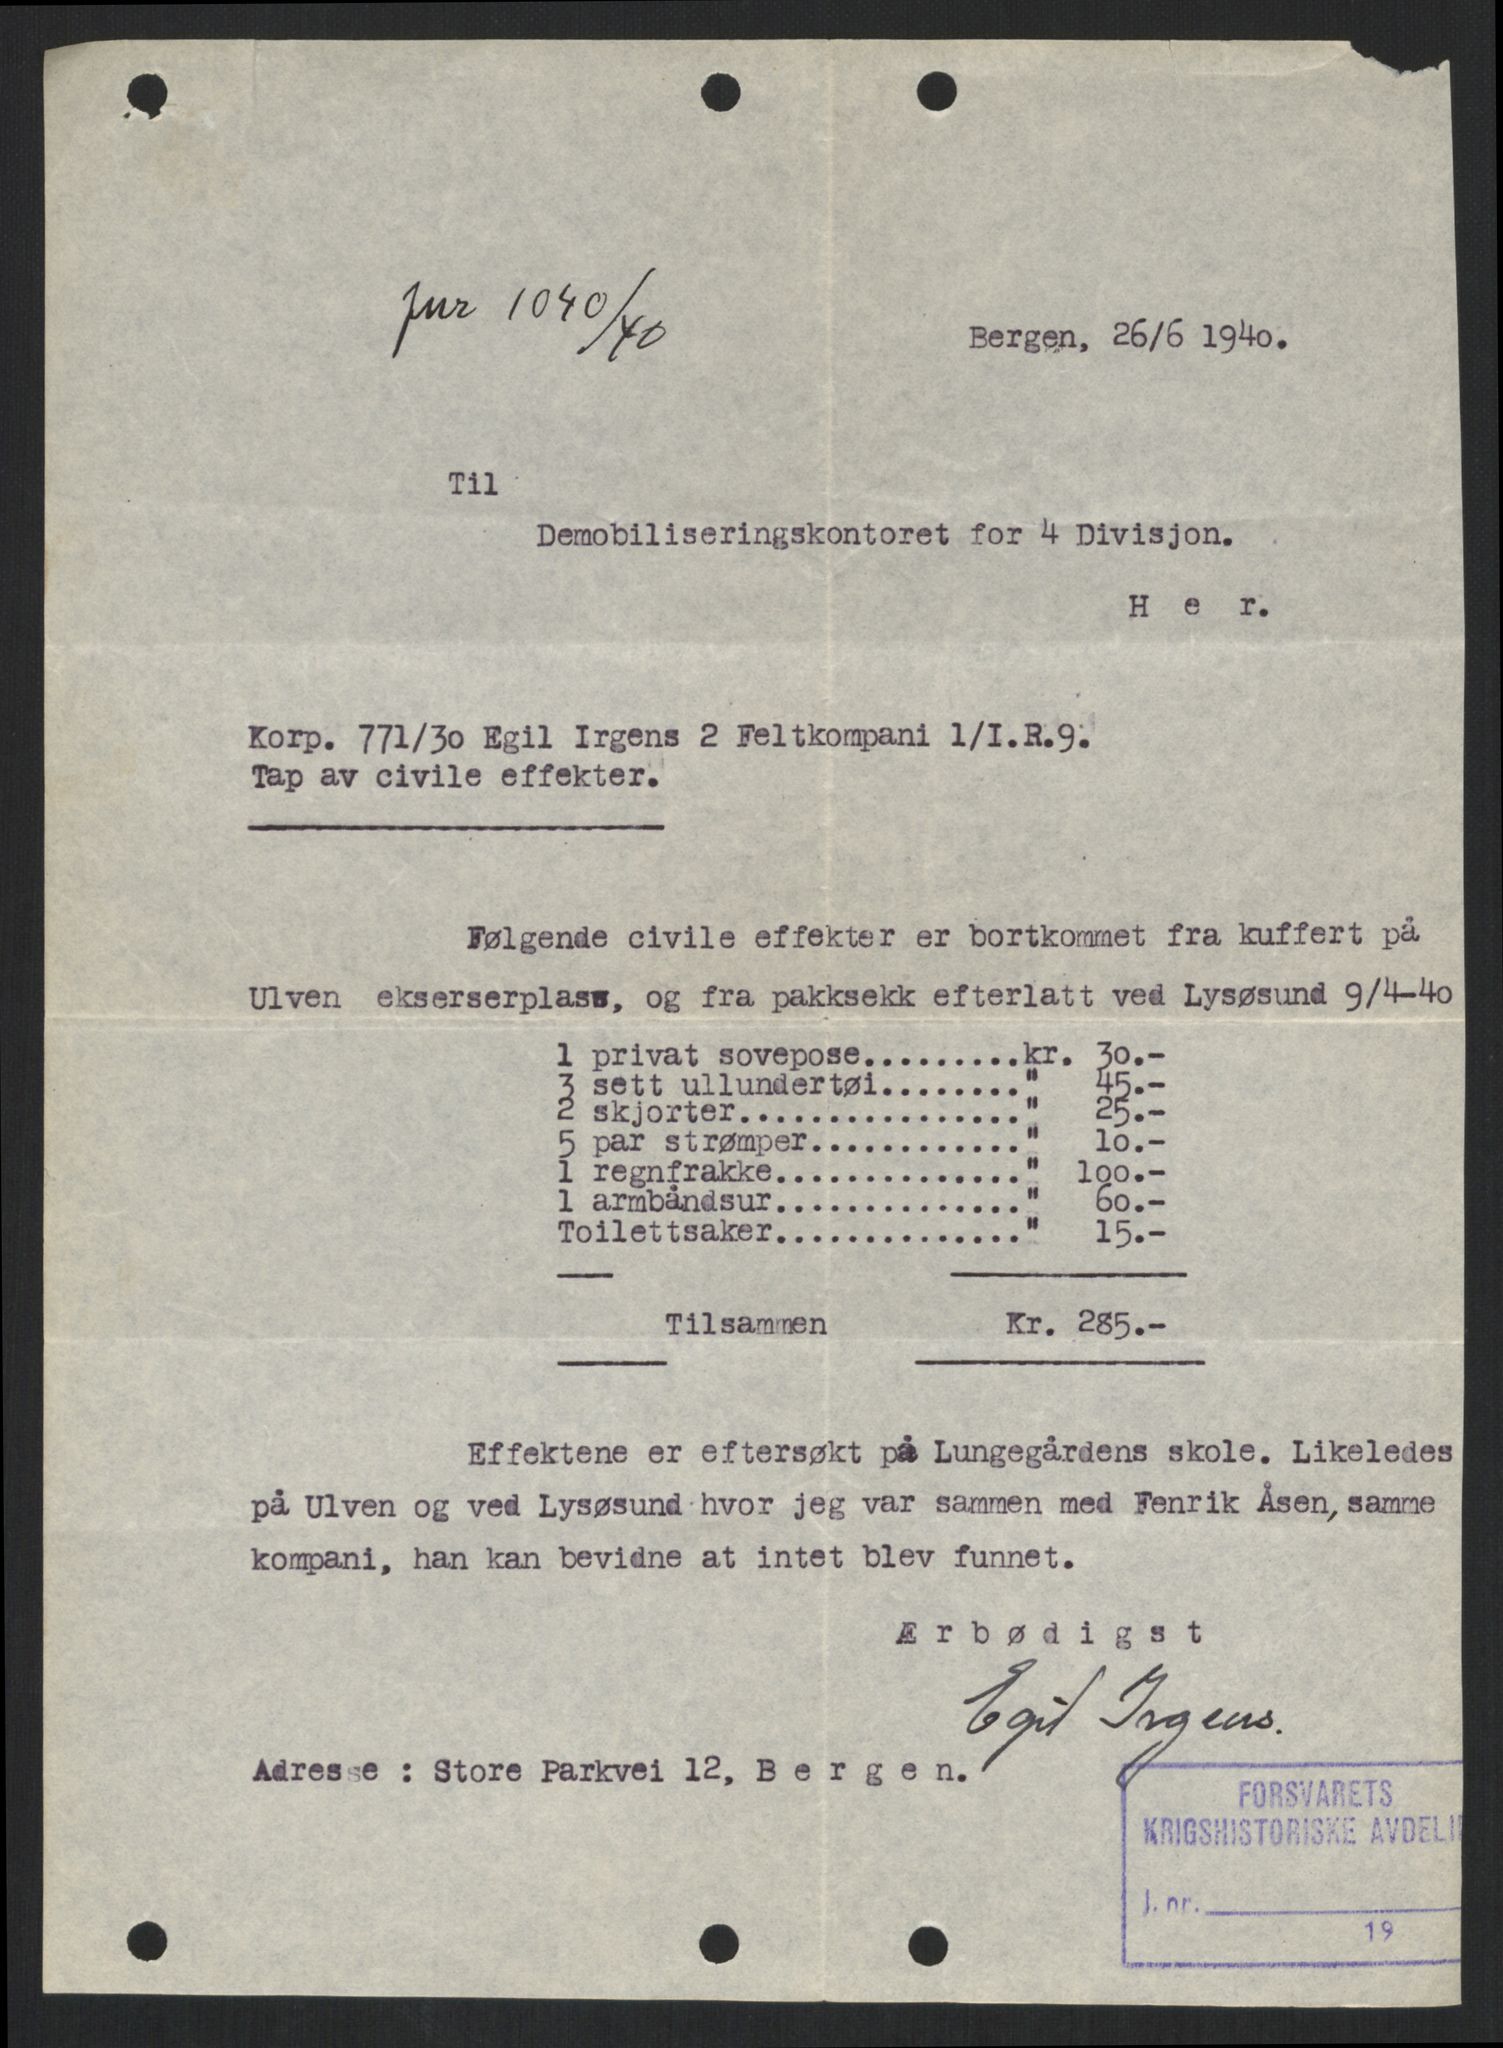 jnr 1040/40
Bergen, 26/6 1940.
Til
Demobiliseringskontoret for 4 Divisjon.
H e r.
Korp. 771/30 Egil Irgens 2 Feltkompani 1/I.R.9.
Tap av civile effekter.
Følgende civile effekter er bortkommet fra kuffert på
Ulven ekserserplass, og fra pakksekk efterlatt ved Lysøsund 9/4-40
1 privat sovepose.........kr. 30.-
3 sett ullundertøi........" 45.-
2 skjorter................" 25.-
5 par strømper............" 10.-
1 regnfrakke.............." 100.-
1 armbåndsur.............." 60.-
Toilettsaker.............." 15.-
Tilsammen Kr. 285.-
Effektene er eftersøkt på Lungegårdens skole. Likeledes
på Ulven og ved Lysøsund hvor jeg var sammen med Fenrik Åsen, samme
kompani, han kan bevidne at intet blev funnet.
Æ r b ø d i g s t
Egil Irgens.
Adresse : Store Parkvei 12, B e r g e n.
FORSVARETS
KRIGSHISTORISKE AVDELIN
J. nr.
19